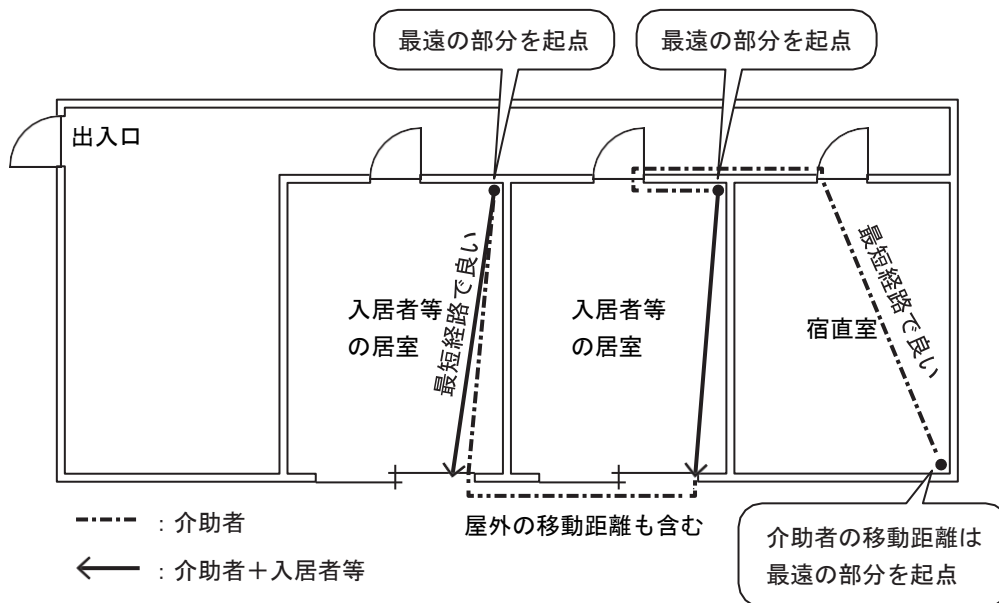 最遠の部分を起点
最遠の部分を起点
出入口
入居者等
の居室
最短経路で良い
入居者等
の居室
宿直室
最短経路で良い
屋外の移動距離も含む
：介助者
：介助者＋入居者等
介助者の移動距離は
最遠の部分を起点